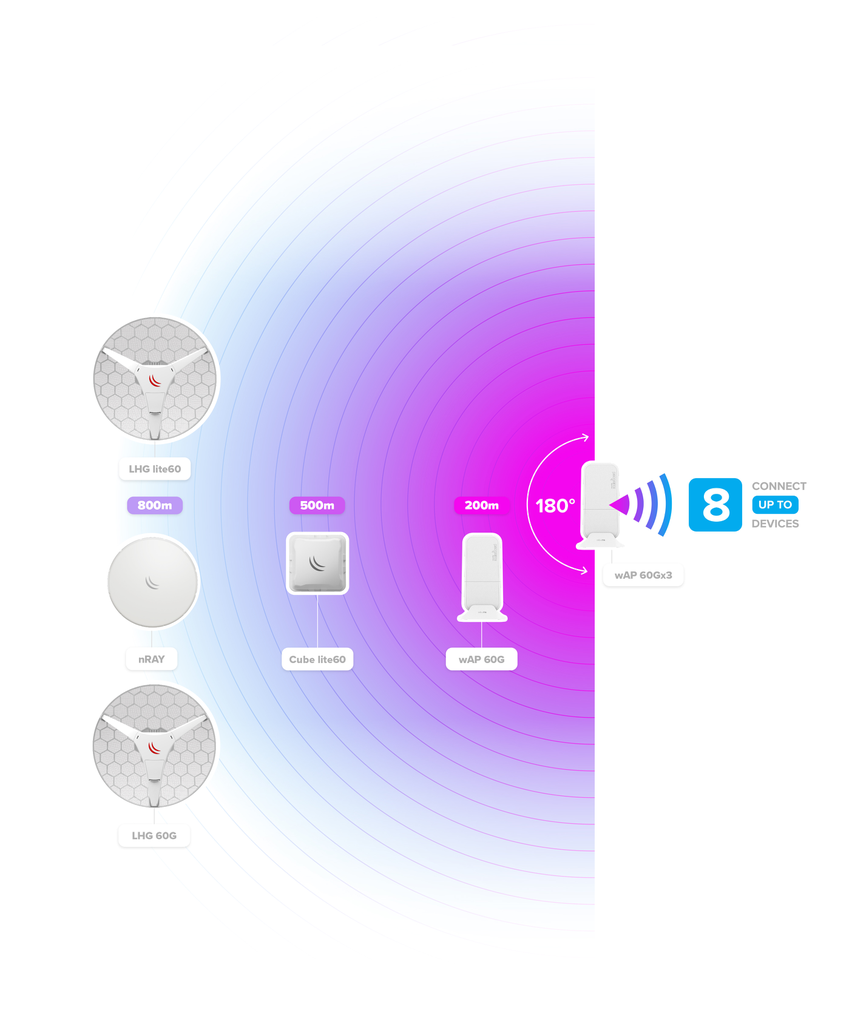 LHG lite60
800m
500m
200m
180°
8
CONNECT
UP TO
DEVICES
wAP 60Gx3
nRAY
Cube lite60
wAP 60G
LHG 60G